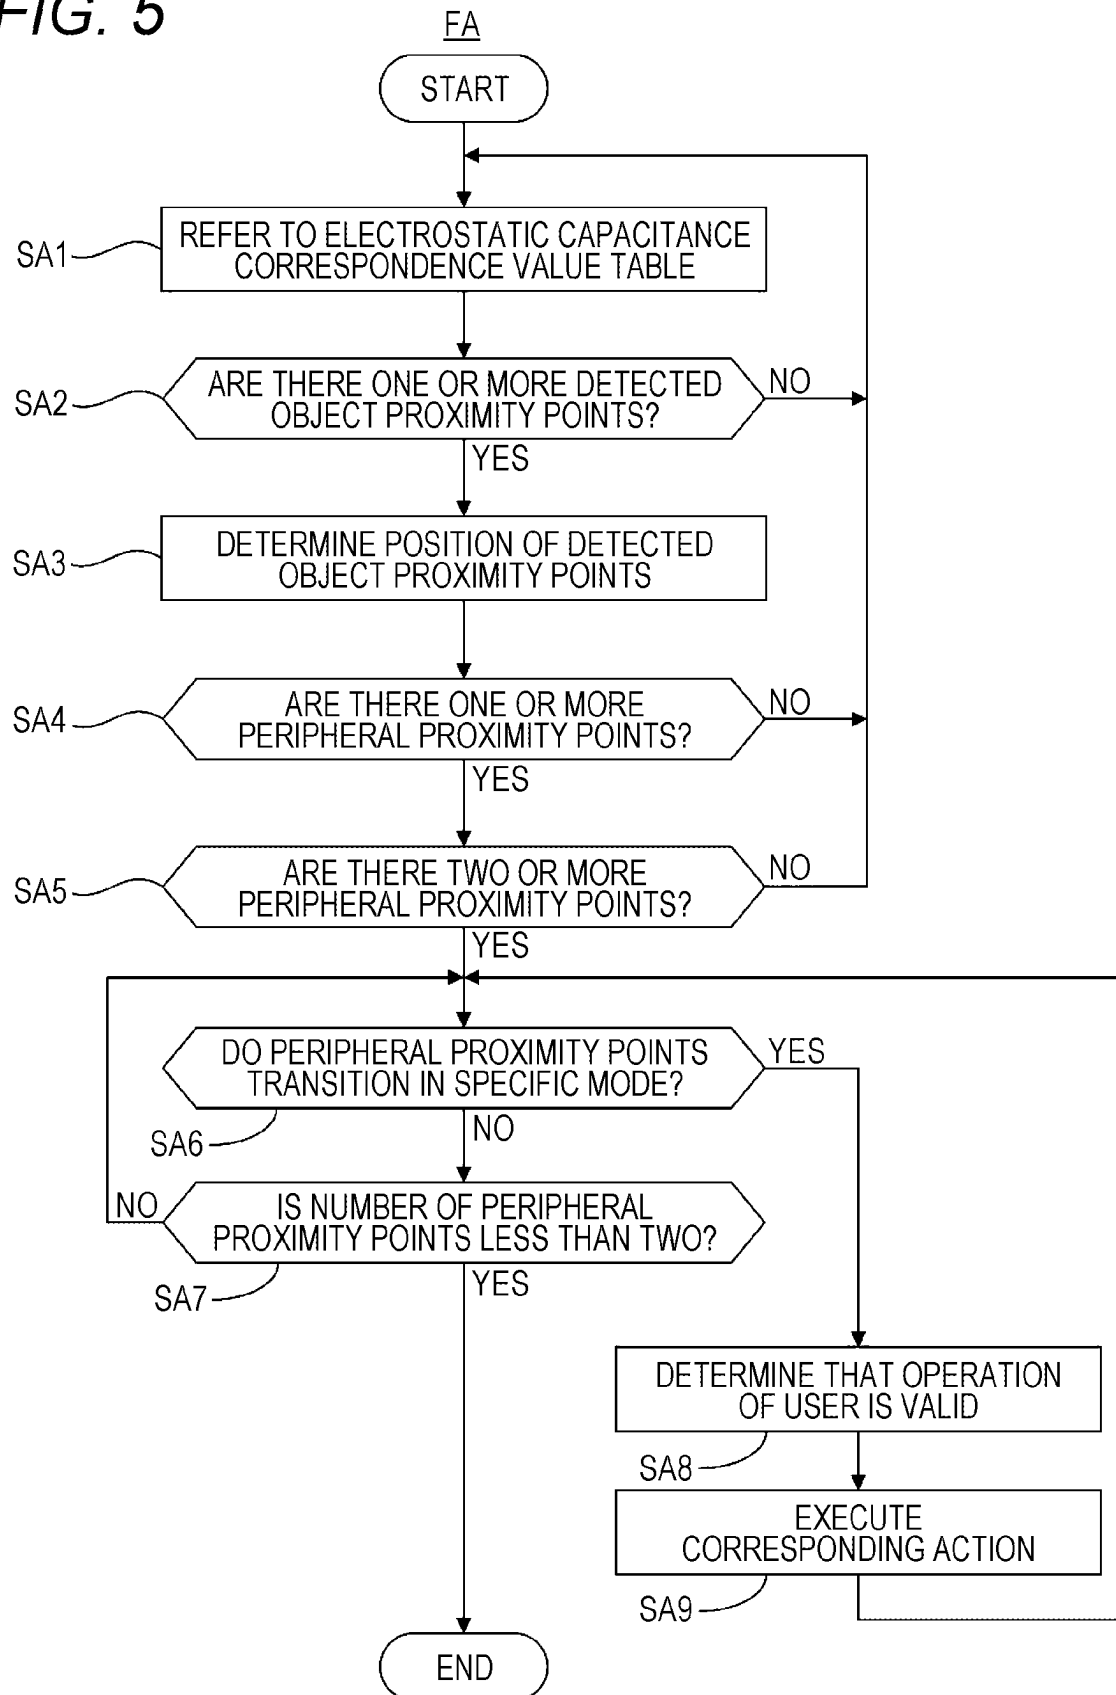 FIG. 5
FA
START
SA1
REFER TO ELECTROSTATIC CAPACITANCE
CORRESPONDENCE VALUE TABLE
SA2
ARE THERE ONE OR MORE DETECTED
OBJECT PROXIMITY POINTS?
NO
YES
SA3
DETERMINE POSITION OF DETECTED
OBJECT PROXIMITY POINTS
SA4
ARE THERE ONE OR MORE
PERIPHERAL PROXIMITY POINTS?
NO
YES
SA5
ARE THERE TWO OR MORE
PERIPHERAL PROXIMITY POINTS?
NO
YES
DO PERIPHERAL PROXIMITY POINTS
TRANSITION IN SPECIFIC MODE?
YES
SA6
NO
IS NUMBER OF PERIPHERAL
PROXIMITY POINTS LESS THAN TWO?
NO
SA7
YES
DETERMINE THAT OPERATION
OF USER IS VALID
SA8
EXECUTE
CORRESPONDING ACTION
SA9
END